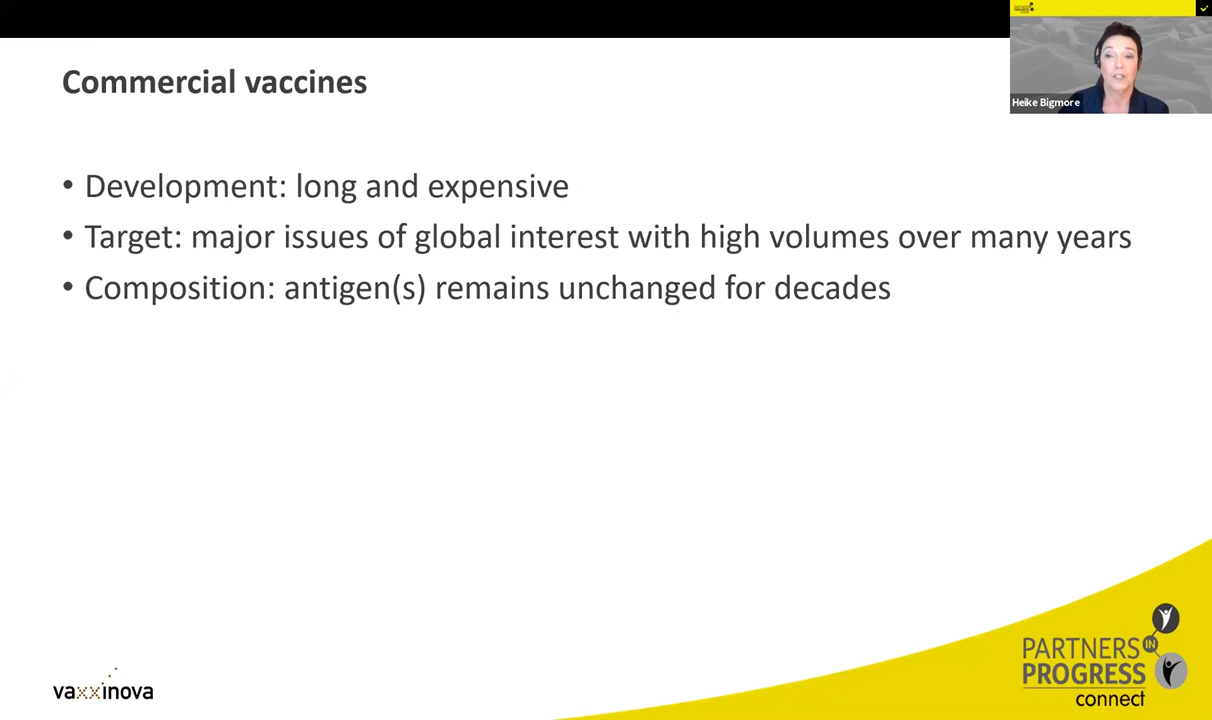 Commercial vaccines
Heike Bigmore
• Development: long and expensive
• Target: major issues of global interest with high volumes over many years
• Composition: antigen(s) remains unchanged for decades
vaxxinova
PARTNERS
IN
PROGRESS
connect